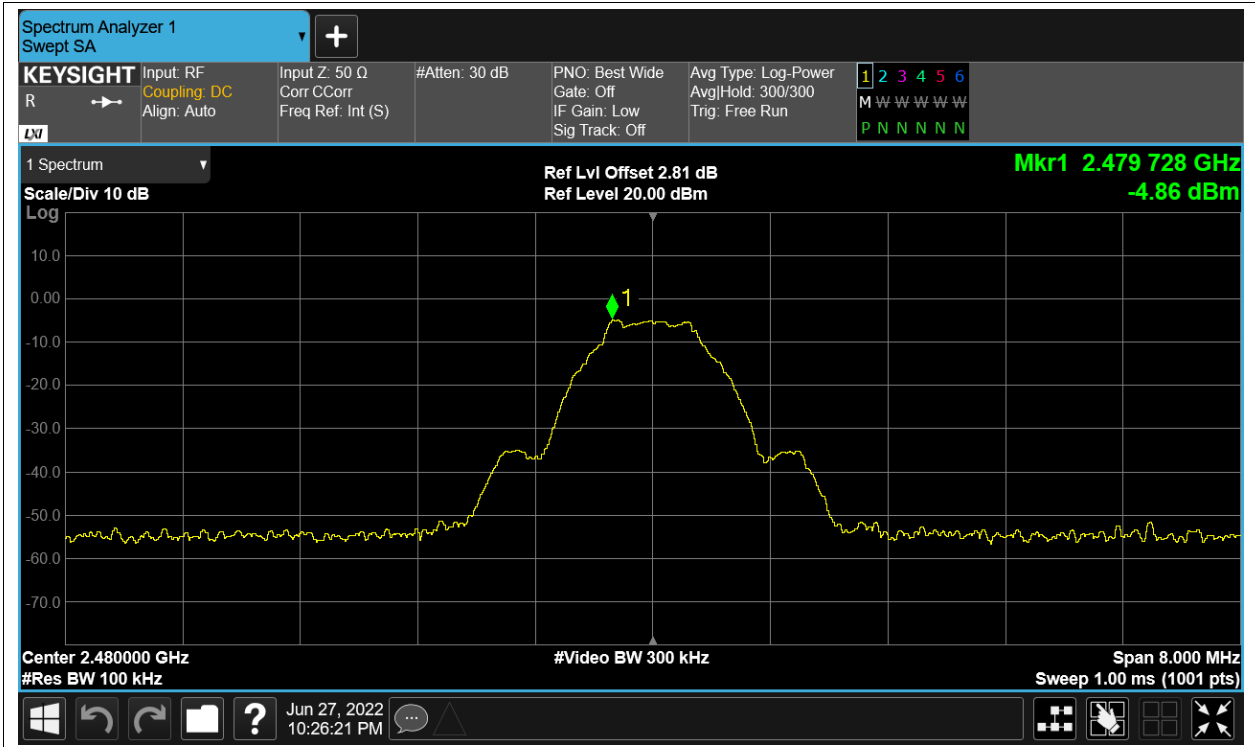 Spectrum Analyzer 1
Swept SA
KEYSIGHT
R
LXI
Input: RF
Coupling: DC
Align: Auto
Input Z: 50 Ω
Corr CCorr
Freq Ref: Int (S)
#Atten: 30 dB
PNO: Best Wide
Gate: Off
IF Gain: Low
Sig Track: Off
Avg Type: Log-Power
Avg|Hold: 300/300
Trig: Free Run
1 2 3 4 5 6
M W W W W W
P N N N N N
1 Spectrum
Scale/Div 10 dB
Log
Ref Lvl Offset 2.81 dB
Ref Level 20.00 dBm
Mkr1 2.479 728 GHz
-4.86 dBm
10.0
0.00
-10.0
-20.0
-30.0
-40.0
-50.0
-60.0
-70.0
1
Center 2.480000 GHz
#Res BW 100 kHz
#Video BW 300 kHz
Span 8.000 MHz
Sweep 1.00 ms (1001 pts)
?
Jun 27, 2022
10:26:21 PM